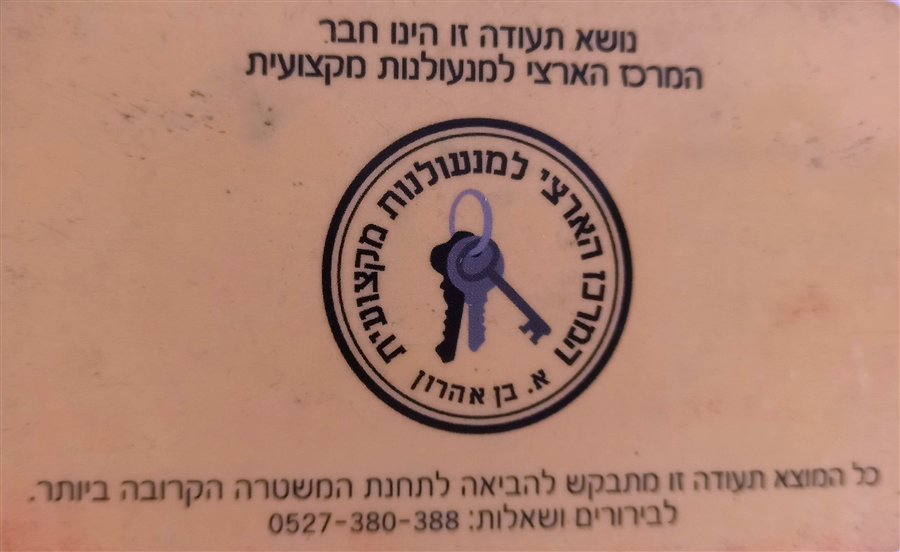 נושא תעודה זו הינו חבר
המרכז הארצי למנעולנות מקצועית
המרכז הארצי למנעולנות מקצועית
א. בן אהרון
כל המוצא תעודה זו מתבקש להביאה לתחנת המשטרה הקרובה ביותר.
לבירורים ושאלות: 0527-380-388